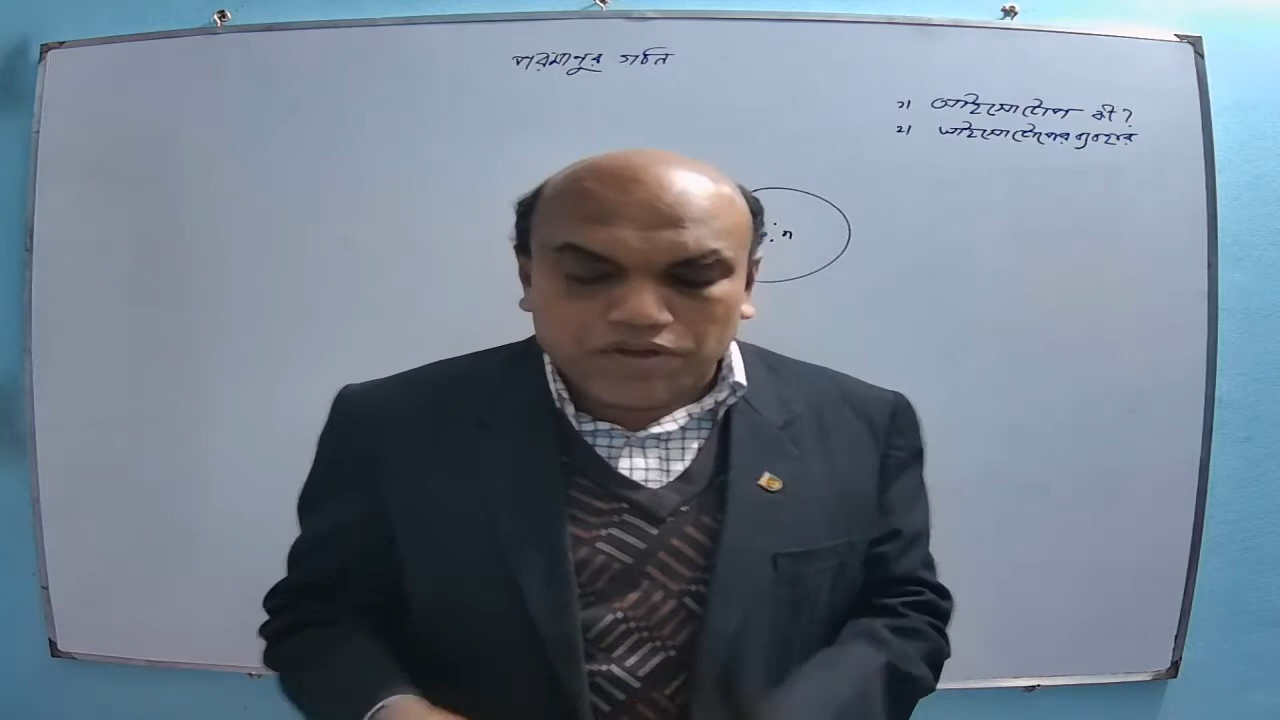 পরমাণুর গঠন
১। আইসোটোপ কী?
২। আইসোটোপের ব্যবহার
n